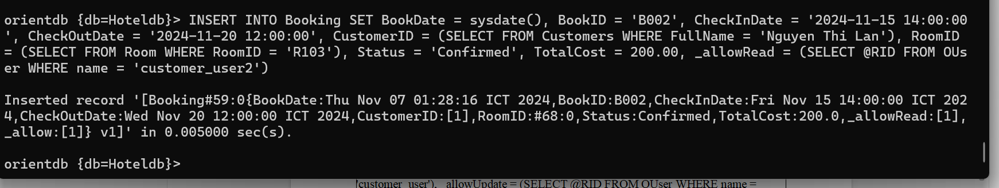 orientdb {db=Hoteldb}> INSERT INTO Booking SET BookDate = sysdate(), BookID = 'B002', CheckInDate = '2024-11-15 14:00:00
', CheckOutDate = '2024-11-20 12:00:00', CustomerID = (SELECT FROM Customers WHERE FullName = 'Nguyen Thi Lan'), RoomID
= (SELECT FROM Room WHERE RoomID = 'R103'), Status = 'Confirmed', TotalCost = 200.00, _allowRead = (SELECT @RID FROM OUs
er WHERE name = 'customer_user2')
Inserted record '[Booking#59:0{BookDate:Thu Nov 07 01:28:16 ICT 2024,BookID:B002,CheckInDate:Fri Nov 15 14:00:00 ICT 202
4,CheckOutDate:Wed Nov 20 12:00:00 ICT 2024,CustomerID:[1],RoomID:#68:0,Status:Confirmed,TotalCost:200.0,_allowRead:[1],
_allow:[1]} v1]' in 0.005000 sec(s).
orientdb {db=Hoteldb}>
'customer_user'), _allowUpdate = (SELECT @RID FROM OUser WHERE name =